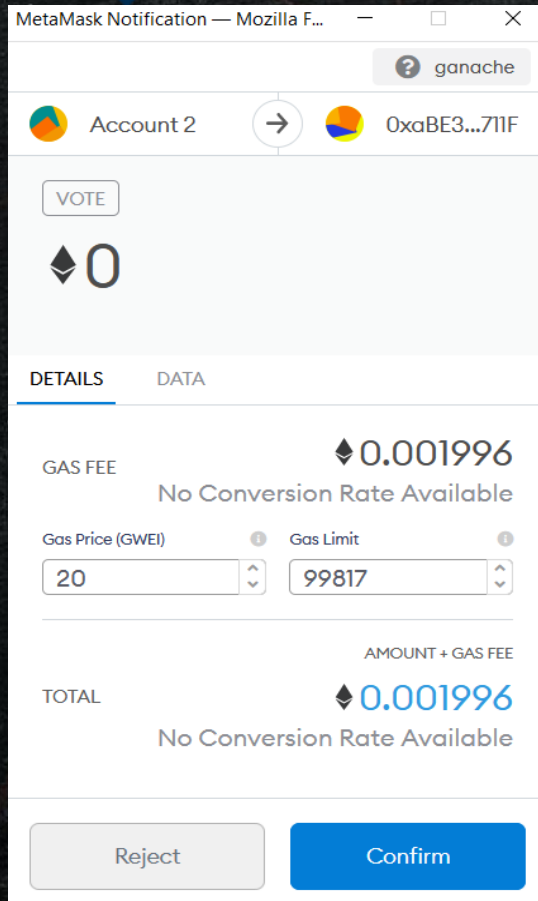 MetaMask Notification — Mozilla F...
ganache
Account 2
0xaBE3...711F
VOTE
0
DETAILS DATA
GAS FEE
0.001996
No Conversion Rate Available
Gas Price (GWEI) Gas Limit
20 99817
AMOUNT + GAS FEE
TOTAL
0.001996
No Conversion Rate Available
Reject Confirm